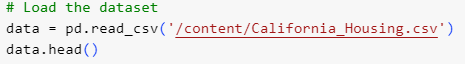 # Load the dataset
data = pd.read_csv('/content/California_Housing.csv')
data.head()